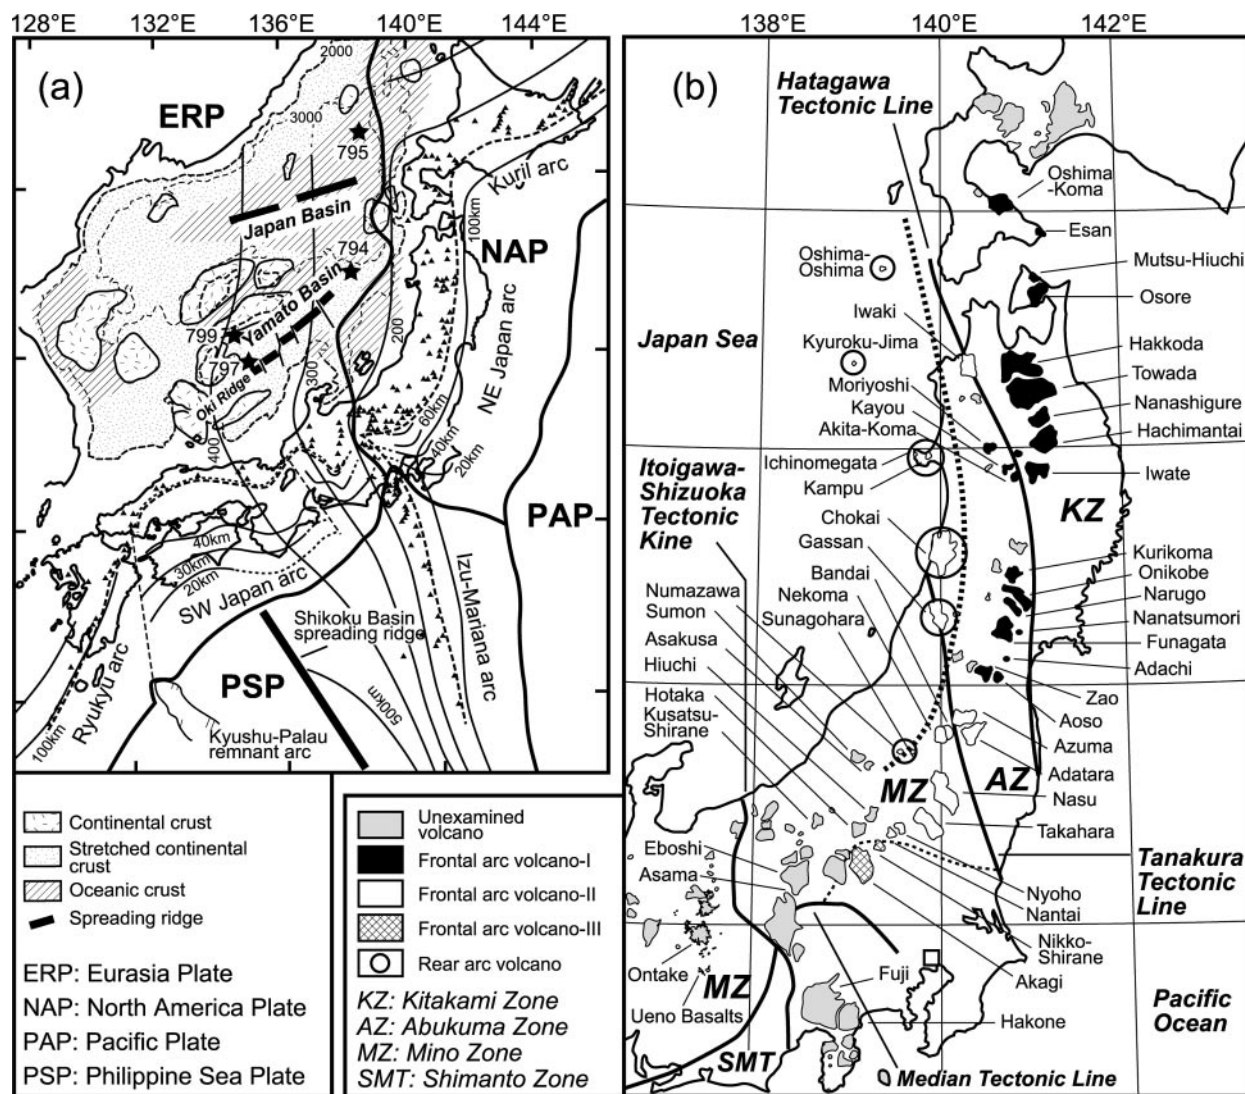 128°E 132°E 136°E 140°E 144°E
(a)
ERP
2000
3000
795
Japan Basin
Kuril arc
100km
NAP
794
Yamato Basin
799
797
Oki Ridge
200
300
400
NE Japan arc
60km
40km
20km
PAP
40km
30km
20km
SW Japan arc
Shikoku Basin
spreading ridge
Izu-Mariana arc
PSP
500km
Ryukyu arc
100km
Kyushu-Palau
remnant arc
Continental crust
Stretched continental
crust
Oceanic crust
Spreading ridge
ERP: Eurasia Plate
NAP: North America Plate
PAP: Pacific Plate
PSP: Philippine Sea Plate
Unexamined
volcano
Frontal arc volcano-I
Frontal arc volcano-II
Frontal arc volcano-III
Rear arc volcano
KZ: Kitakami Zone
AZ: Abukuma Zone
MZ: Mino Zone
SMT: Shimanto Zone
138°E 140°E 142°E
(b)
Hatagawa
Tectonic Line
Oshima
-Koma
Esan
Oshima-
Oshima
Mutsu-Hiuchi
Osore
Iwaki
Japan Sea
Kyuroku-Jima
Hakkoda
Towada
Moriyoshi
Kayou
Nanashigure
Akita-Koma
Hachimantai
Ichinomegata
Iwate
Kampu
Itoigawa-
Shizuoka
Tectonic
Kine
KZ
Chokai
Gassan
Kurikoma
Bandai
Onikobe
Nekoma
Narugo
Numazawa
Sumon
Sunagohara
Nanatsumori
Asakusa
Funagata
Hiuchi
Adachi
Hotaka
Zao
Kusatsu-
Shirane
Aoso
Azuma
MZ
AZ
Adatara
Nasu
Takahara
Eboshi
Asama
Tanakura
Tectonic
Line
Nyoho
Nantai
Nikko-
Shirane
Ontake
Fuji
Akagi
MZ
Ueno Basalts
Hakone
Pacific
Ocean
SMT
Median Tectonic Line